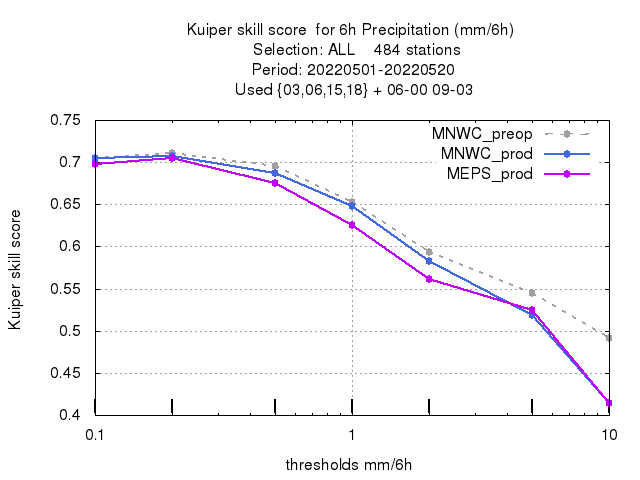 Kuiper skill score  for 6h Precipitation (mm/6h)
Selection: ALL    484 stations
Period: 20220501-20220520
Used {03,06,15,18} + 06-00 09-03
MNWC_preop
MNWC_prod
MEPS_prod
Kuiper skill score
0.75
0.7
0.65
0.6
0.55
0.5
0.45
0.4
0.1
1
10
thresholds mm/6h